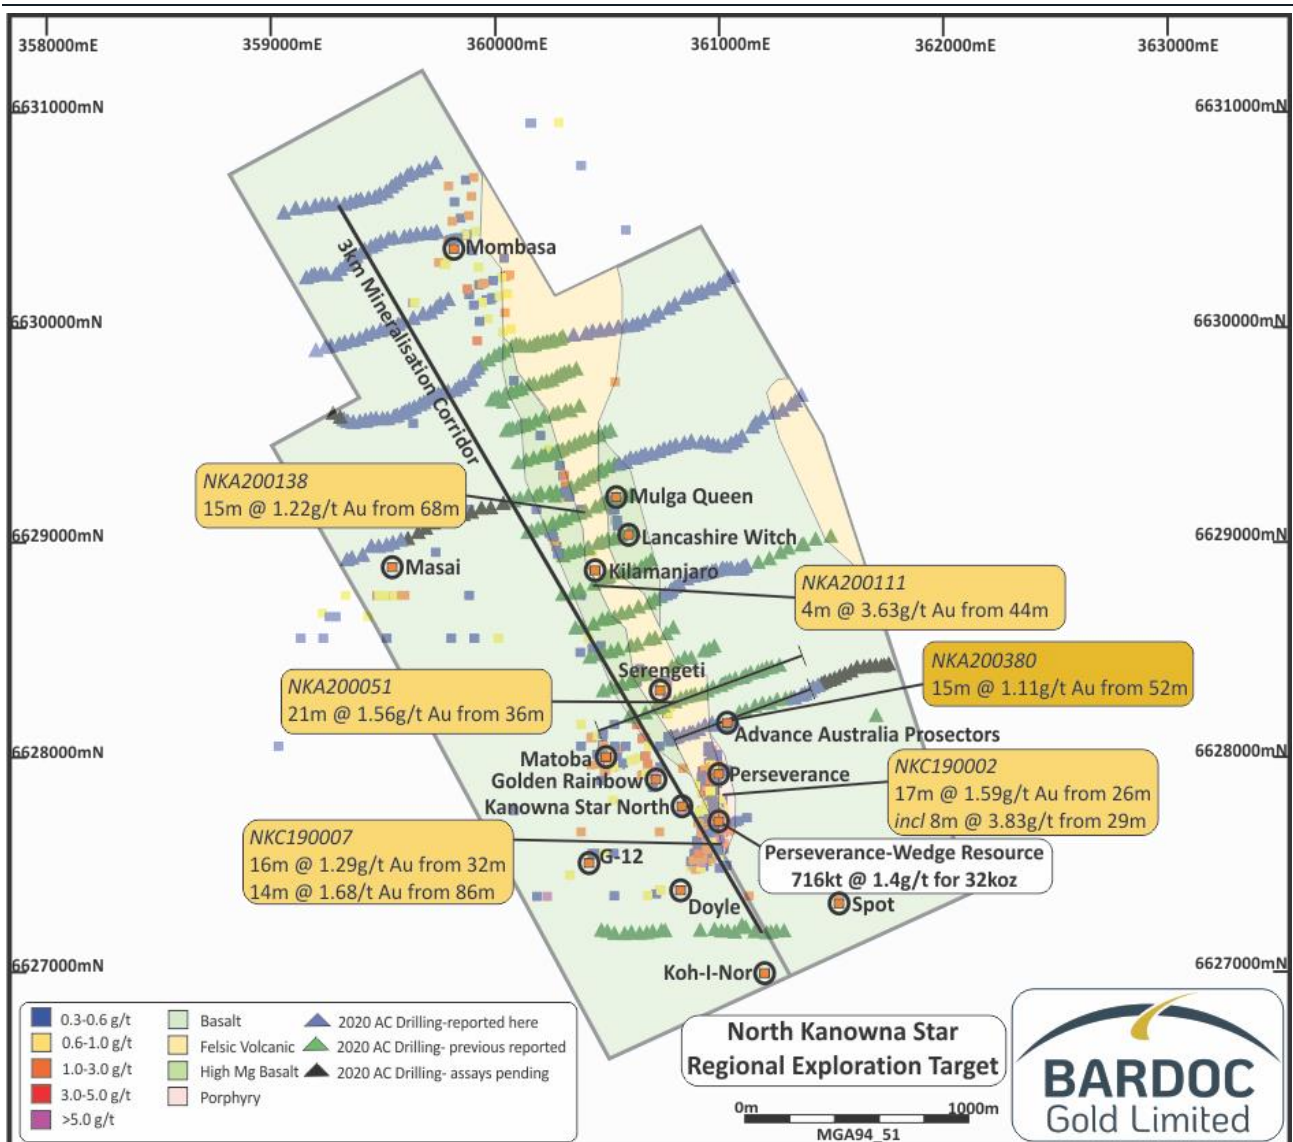 358000mE
359000mE
360000mE
361000mE
362000mE
363000mE
6631000mN
6631000mN
Mombasa
3km Mineralisation Corridor
6630000mN
6630000mN
NKA200138
15m @ 1.22g/t Au from 68m
Mulga Queen
Lancashire Witch
6629000mN
6629000mN
Masai
Kilamanjaro
NKA200111
4m @ 3.63g/t Au from 44m
Serengeti
NKA200380
15m @ 1.11g/t Au from 52m
NKA200051
21m @ 1.56g/t Au from 36m
Advance Australia Prosectors
6628000mN
6628000mN
Matoba
Golden Rainbow
Perseverance
Kanowna Star North
NKC190002
17m @ 1.59g/t Au from 26m
incl 8m @ 3.83g/t from 29m
NKC190007
16m @ 1.29g/t Au from 32m
14m @ 1.68/t Au from 86m
G-12
Perseverance-Wedge Resource
716kt @ 1.4g/t for 32koz
Doyle
Spot
6627000mN
6627000mN
Koh-I-Nor
0.3-0.6 g/t
0.6-1.0 g/t
1.0-3.0 g/t
3.0-5.0 g/t
>5.0 g/t
Basalt
Felsic Volcanic
High Mg Basalt
Porphyry
2020 AC Drilling-reported here
2020 AC Drilling- previous reported
2020 AC Drilling- assays pending
North Kanowna Star
Regional Exploration Target
0m
1000m
MGA94_51
BARDOC
Gold Limited